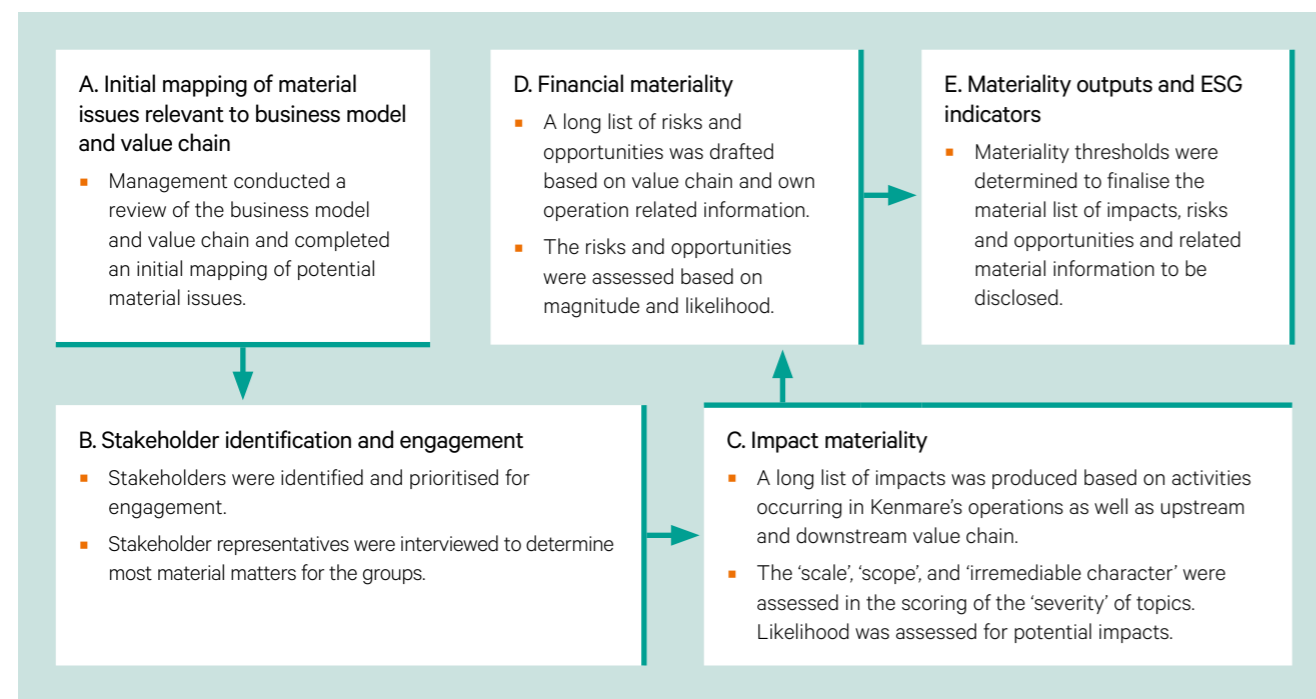 A. Initial mapping of material
issues relevant to business model
and value chain
▪ Management conducted a
review of the business model
and value chain and completed
an initial mapping of potential
material issues.
B. Stakeholder identification and engagement
▪ Stakeholders were identified and prioritised for
engagement.
▪ Stakeholder representatives were interviewed to determine
most material matters for the groups.
C. Impact materiality
▪ A long list of impacts was produced based on activities
occurring in Kenmare’s operations as well as upstream
and downstream value chain.
▪ The ‘scale’, ‘scope’, and ‘irremediable character’ were
assessed in the scoring of the ‘severity’ of topics.
Likelihood was assessed for potential impacts.
D. Financial materiality
▪ A long list of risks and
opportunities was drafted
based on value chain and own
operation related information.
▪ The risks and opportunities
were assessed based on
magnitude and likelihood.
E. Materiality outputs and ESG
indicators
▪ Materiality thresholds were
determined to finalise the
material list of impacts, risks
and opportunities and related
material information to be
disclosed.